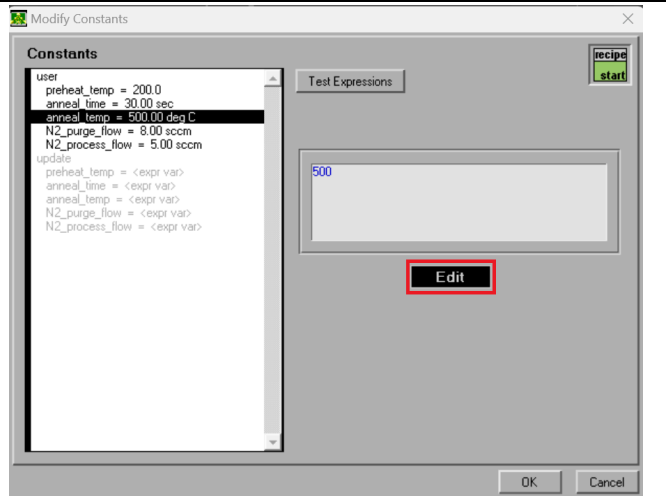 Modify Constants
Constants
user
preheat_temp = 200.0
anneal_time = 30.00 sec
anneal_temp = 500.00 deg C
N2_purge_flow = 8.00 sccm
N2_process_flow = 5.00 sccm
update
preheat_temp = <expr var>
anneal_time = <expr var>
anneal_temp = <expr var>
N2_purge_flow = <expr var>
N2_process_flow = <expr var>
Test Expressions
recipe
start
500
Edit
OK
Cancel